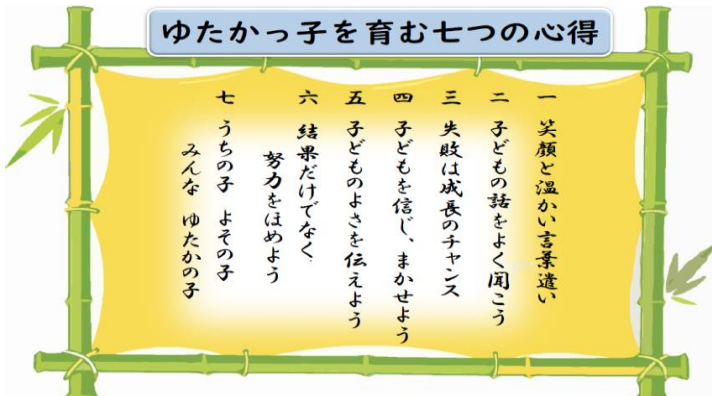 ゆたかっ子を育む七つの心得
一 笑顔と温かい言葉遣い
二 子どもの話をよく聞こう
三 失敗は成長のチャンス
四 子どもを信じ、まかせよう
五 子どものよさを伝えよう
六 結果だけでなく、
努力をほめよう
七 うちの子 よその子
みんな ゆたかの子